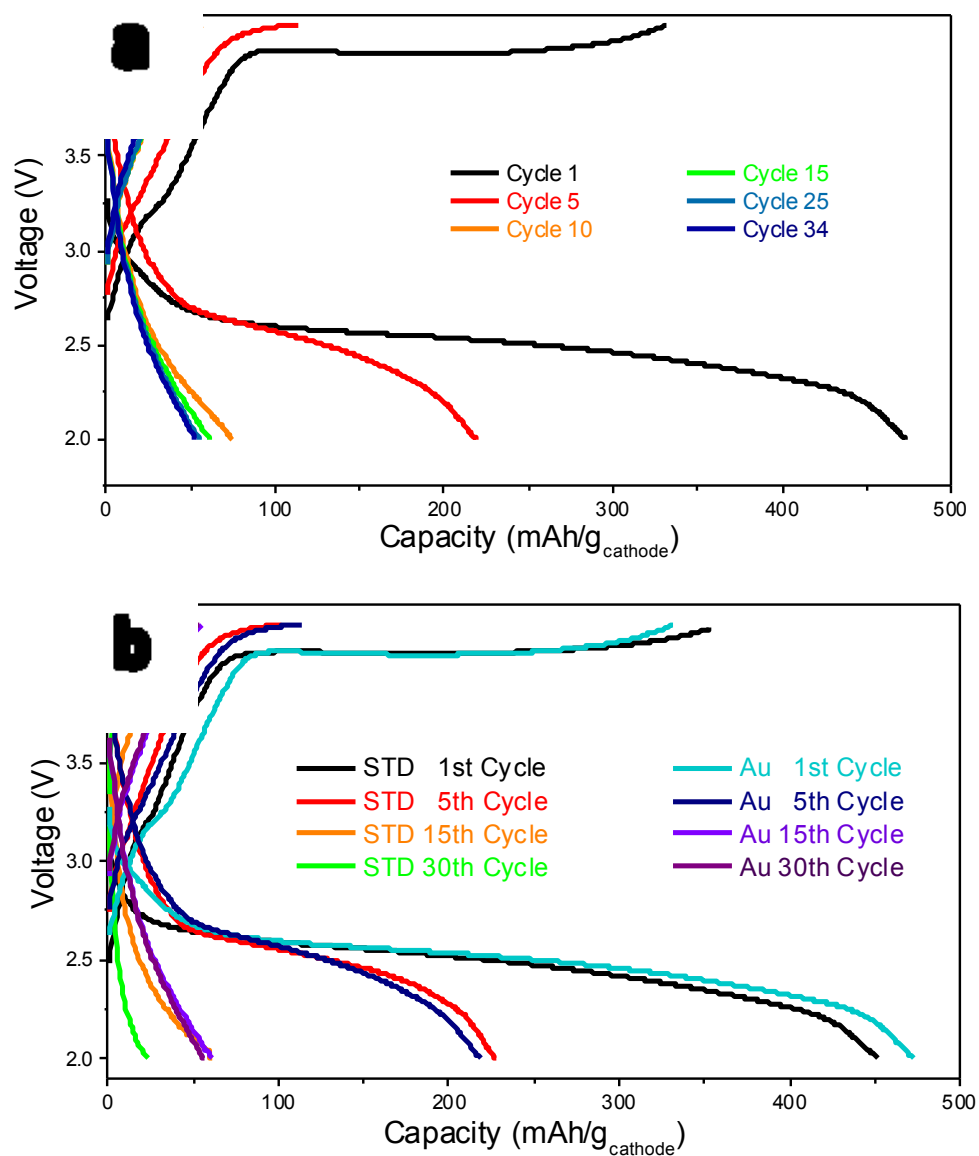 a
3.5
3.0
2.5
2.0
Voltage (V)
Cycle 1
Cycle 5
Cycle 10
Cycle 15
Cycle 25
Cycle 34
0 100 200 300 400 500
Capacity (mAh/gcathode)
b
3.5
3.0
2.5
2.0
Voltage (V)
STD 1st Cycle
STD 5th Cycle
STD 15th Cycle
STD 30th Cycle
Au 1st Cycle
Au 5th Cycle
Au 15th Cycle
Au 30th Cycle
0 100 200 300 400 500
Capacity (mAh/gcathode)